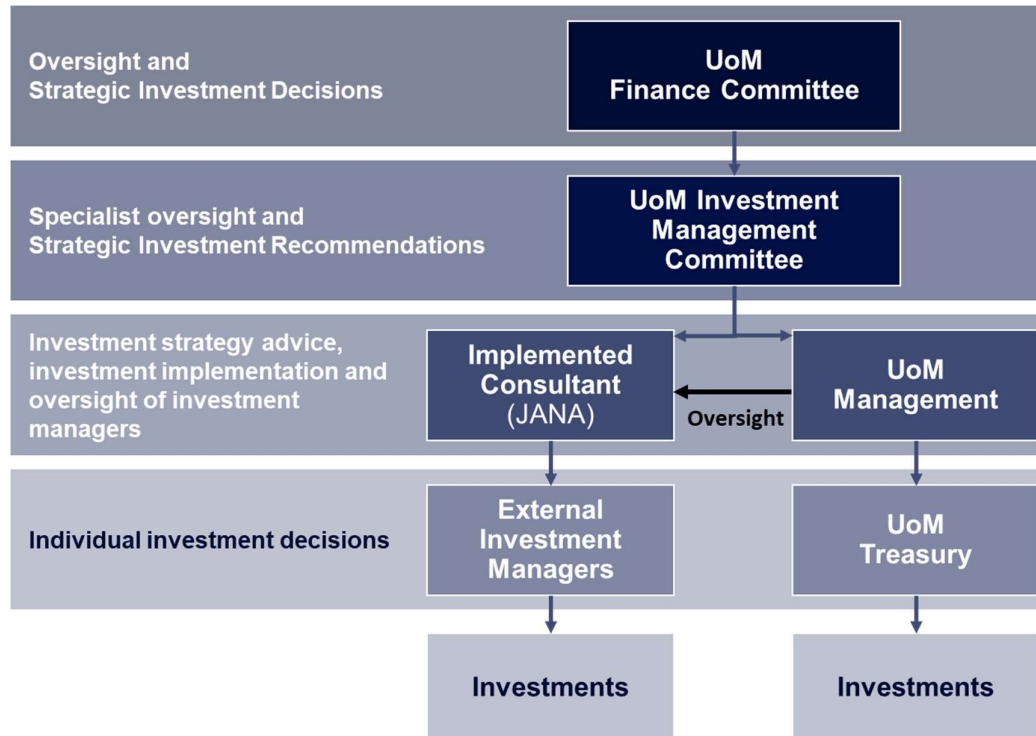 Oversight and
Strategic Investment Decisions
UoM
Finance Committee
Specialist oversight and
Strategic Investment Recommendations
UoM Investment
Management
Committee
Investment strategy advice,
investment implementation and
oversight of investment
managers
Implemented
Consultant
(JANA)
Oversight
UoM
Management
Individual investment decisions
External
Investment
Managers
UoM
Treasury
Investments
Investments